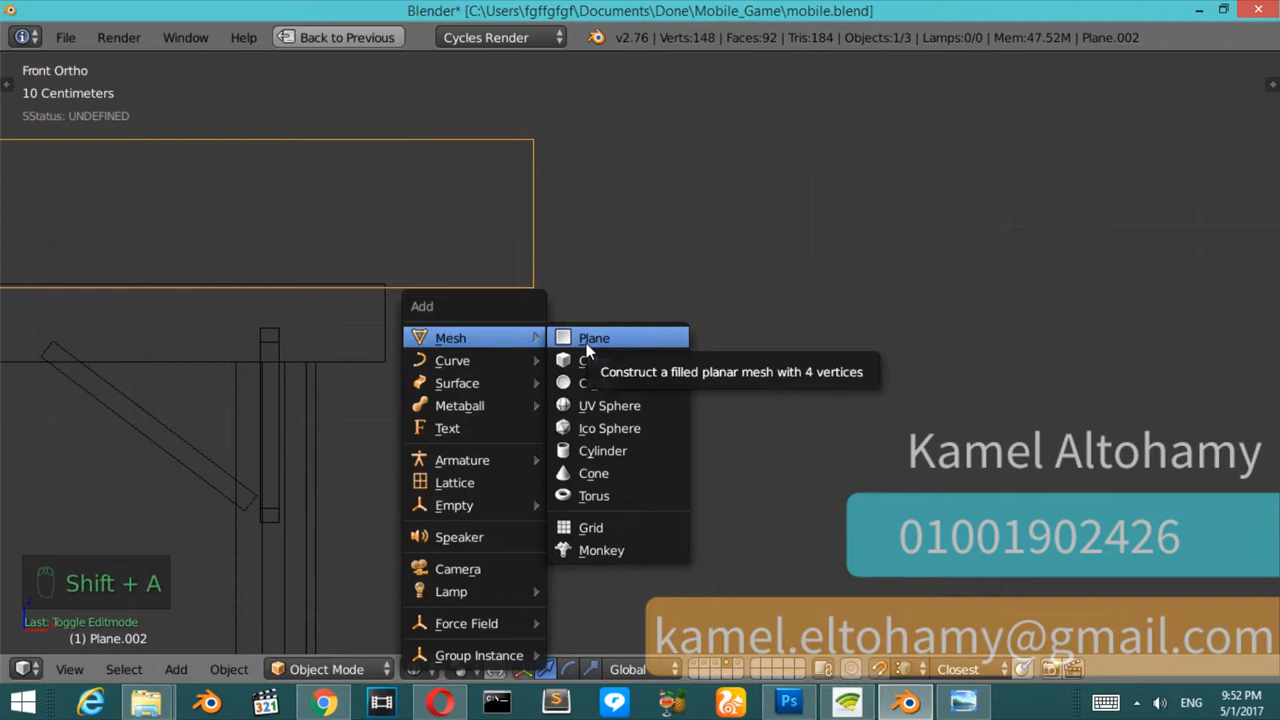 Blender* [C:\Users\fgffgfgf\Documents\Done\Mobile_Game\mobile.blend]
File Render Window Help Back to Previous Cycles Render v2.76 | Verts:148 | Faces:92 | Tris:184 | Objects:1/3 | Lamps:0/0 | Mem:47.52M | Plane.002
Front Ortho
10 Centimeters
SStatus: UNDEFINED
Add
Mesh
Curve
Surface
Metaball
Text
Armature
Lattice
Empty
Speaker
Camera
Lamp
Force Field
Group Instance
Plane
Construct a filled planar mesh with 4 vertices
UV Sphere
Ico Sphere
Cylinder
Cone
Torus
Grid
Monkey
Kamel Altohamy
01001902426
kamel.eltohamy@gmail.com
Shift + A
Last: Toggle Editmode
(1) Plane.002
View Select Add Object Object Mode Global Closest
ENG
9:52 PM
5/1/2017